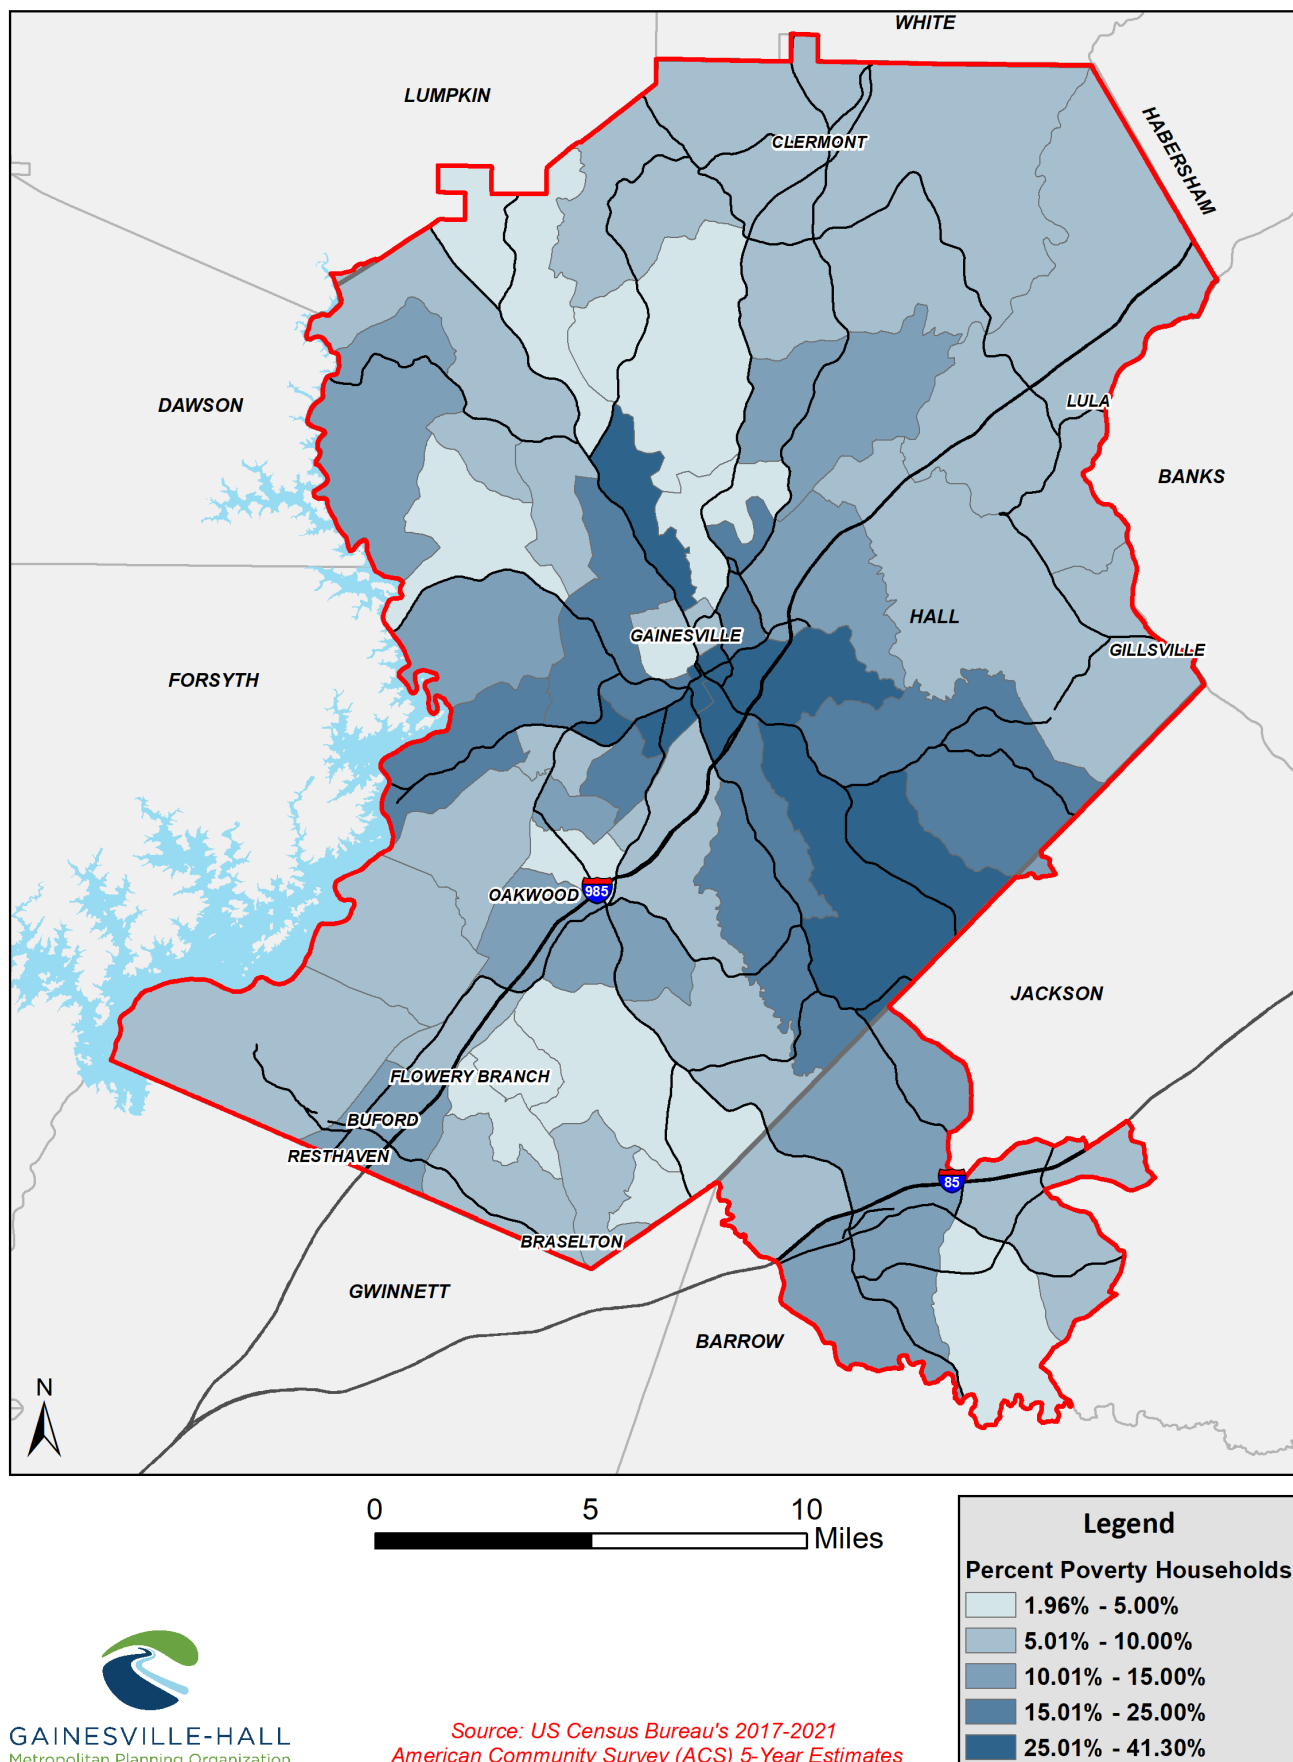 WHITE
LUMPKIN
HABERSHAM
CLERMONT
DAWSON
LULA
BANKS
HALL
GAINESVILLE
GILLSVILLE
FORSYTH
OAKWOOD
985
JACKSON
FLOWERY BRANCH
BUFORD
RESTHAVEN
85
BRASELTON
GWINNETT
BARROW
N
0 5 10
Miles
Legend
Percent Poverty Households
1.96% - 5.00%
5.01% - 10.00%
10.01% - 15.00%
15.01% - 25.00%
25.01% - 41.30%
GAINESVILLE-HALL
Metropolitan Planning Organization
Source: US Census Bureau's 2017-2021
American Community Survey (ACS) 5-Year Estimates